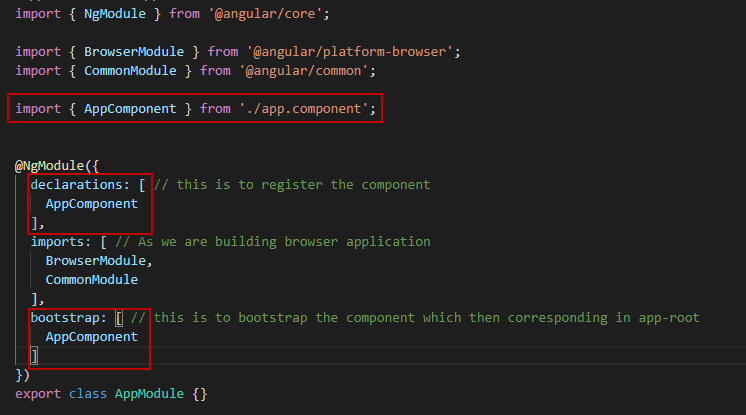 import { NgModule } from '@angular/core';
import { BrowserModule } from '@angular/platform-browser';
import { CommonModule } from '@angular/common';
import { AppComponent } from './app.component';
@NgModule({
declarations: [ // this is to register the component
AppComponent
],
imports: [ // As we are building browser application
BrowserModule,
CommonModule
],
bootstrap: [ // this is to bootstrap the component which then corresponding in app-root
AppComponent
]
})
export class AppModule {}